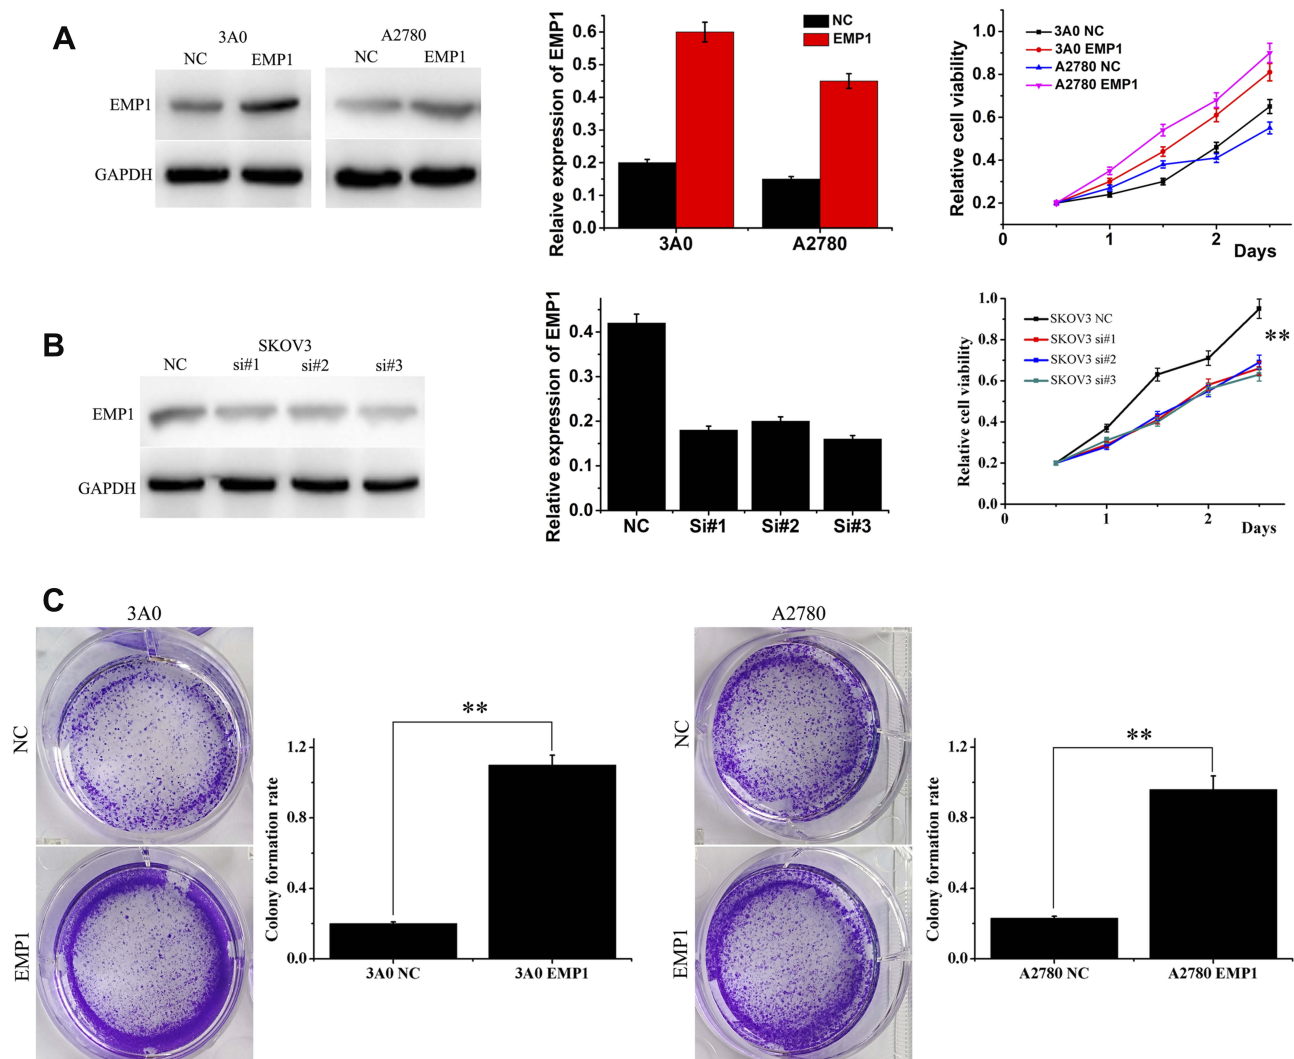 A
3A0
A2780
NC
EMP1
NC
EMP1
EMP1
GAPDH
Relaive expression of EMP1
0.6
0.5
0.4
0.3
0.2
0.1
0.0
NC
EMP1
3A0
A2780
Relative cell viability
1.0
0.8
0.6
0.4
0.2
3A0 NC
3A0 EMP1
A2780 NC
A2780 EMP1
0
1
2
Days
B
SKOV3
NC
si#1
si#2
si#3
EMP1
GAPDH
Relative expression of EMP1
0.4
0.3
0.2
0.1
0.0
NC
Si#1
Si#2
Si#3
Relative cell viability
1.0
0.8
0.6
0.4
0.2
0.0
SKOV3 NC
SKOV3 si#1
SKOV3 si#2
SKOV3 si#3
**
0
1
2
Days
C
3A0
NC
EMP1
Colony formation rate
1.2
0.8
0.4
0.0
**
3A0 NC
3A0 EMP1
A2780
NC
EMP1
Colony formation rate
1.2
0.8
0.4
0.0
**
A2780 NC
A2780 EMP1